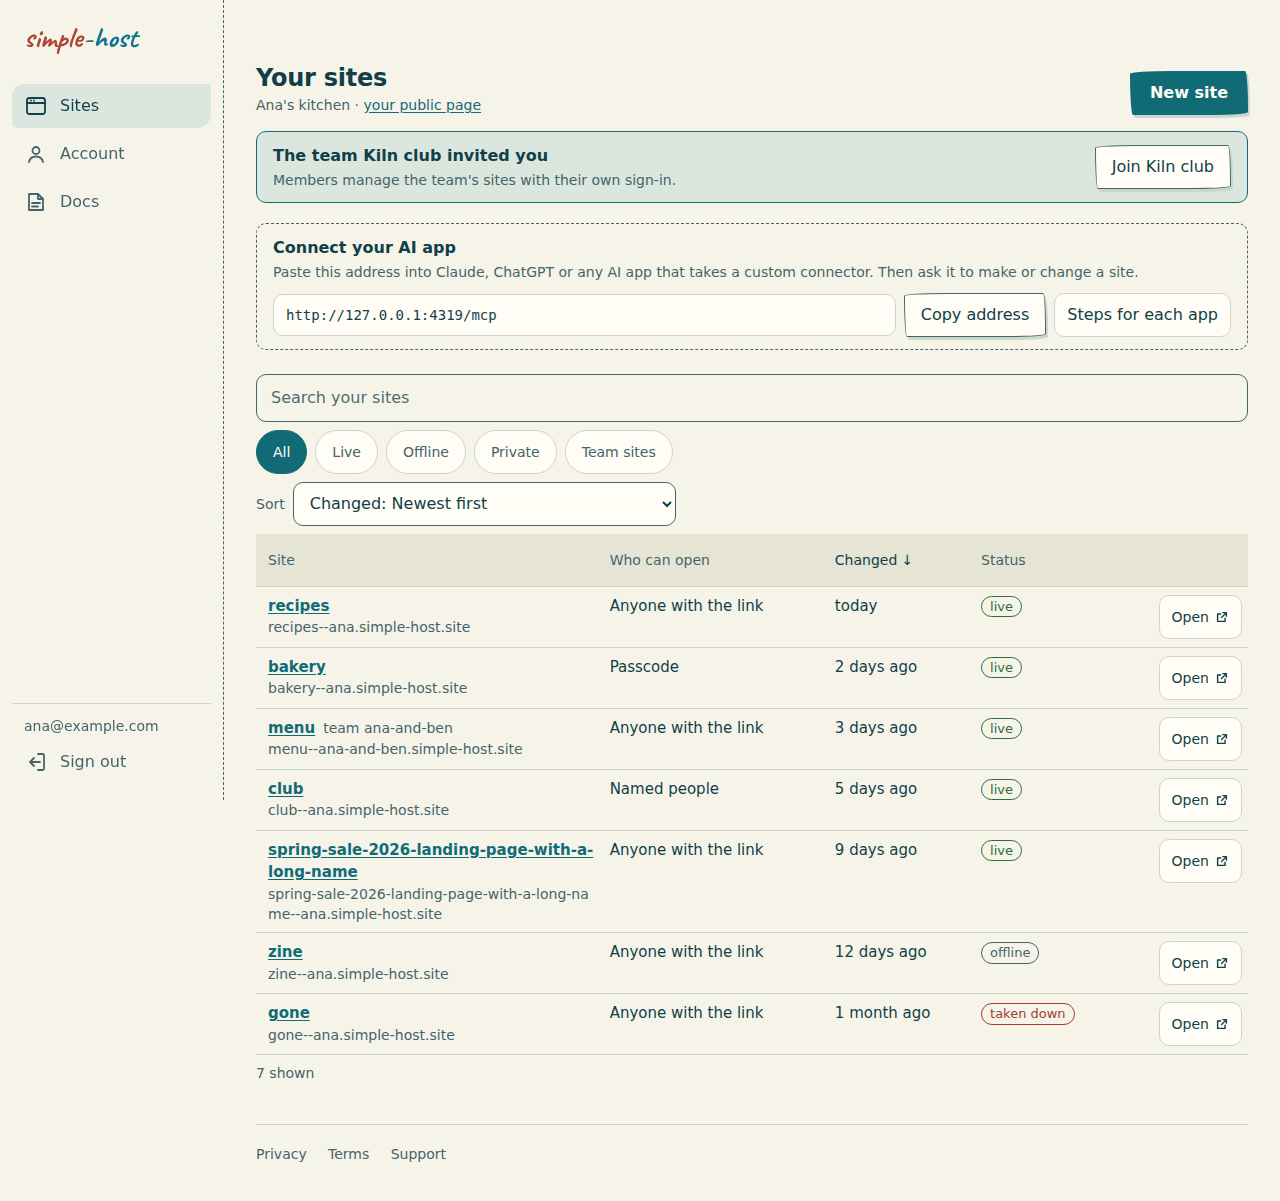 simple-host
Sites
Account
Docs
ana@example.com
Sign out
Your sites
Ana's kitchen · your public page
New site
The team Kiln club invited you
Members manage the team's sites with their own sign-in.
Join Kiln club
Connect your AI app
Paste this address into Claude, ChatGPT or any AI app that takes a custom connector. Then ask it to make or change a site.
http://127.0.0.1:4319/mcp
Copy address
Steps for each app
Search your sites
All Live Offline Private Team sites
Sort Changed: Newest first
Site Who can open Changed ↓ Status
recipes Anyone with the link today live Open
recipes--ana.simple-host.site
bakery Passcode 2 days ago live Open
bakery--ana.simple-host.site
menu team ana-and-ben Anyone with the link 3 days ago live Open
menu--ana-and-ben.simple-host.site
club Named people 5 days ago live Open
club--ana.simple-host.site
spring-sale-2026-landing-page-with-a- Anyone with the link 9 days ago live Open
long-name
spring-sale-2026-landing-page-with-a-long-na
me--ana.simple-host.site
zine Anyone with the link 12 days ago offline Open
zine--ana.simple-host.site
gone Anyone with the link 1 month ago taken down Open
gone--ana.simple-host.site
7 shown
Privacy Terms Support